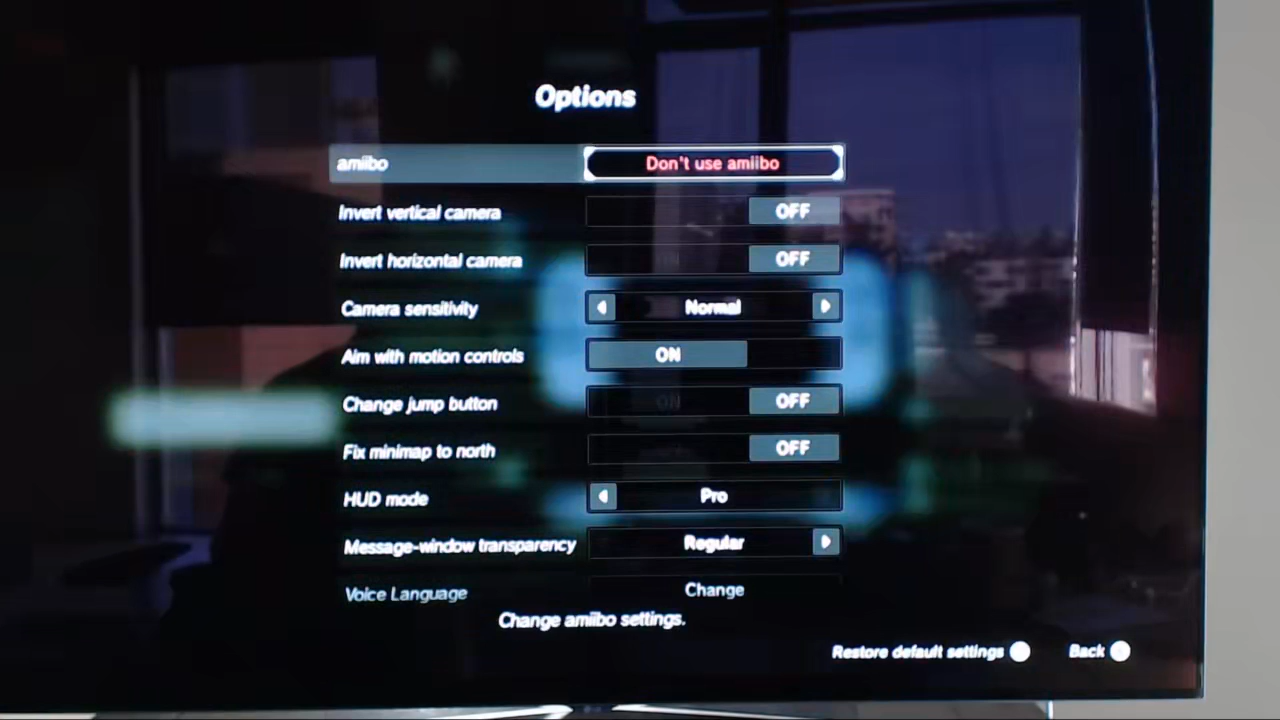 Options
amiibo Don't use amiibo
Invert vertical camera OFF
Invert horizontal camera OFF
Camera sensitivity Normal
Aim with motion controls ON
Change jump button ON OFF
Fix minimap to north OFF
HUD mode Pro
Message-window transparency Regular
Voice Language Change
Change amiibo settings.
Restore default settings Back